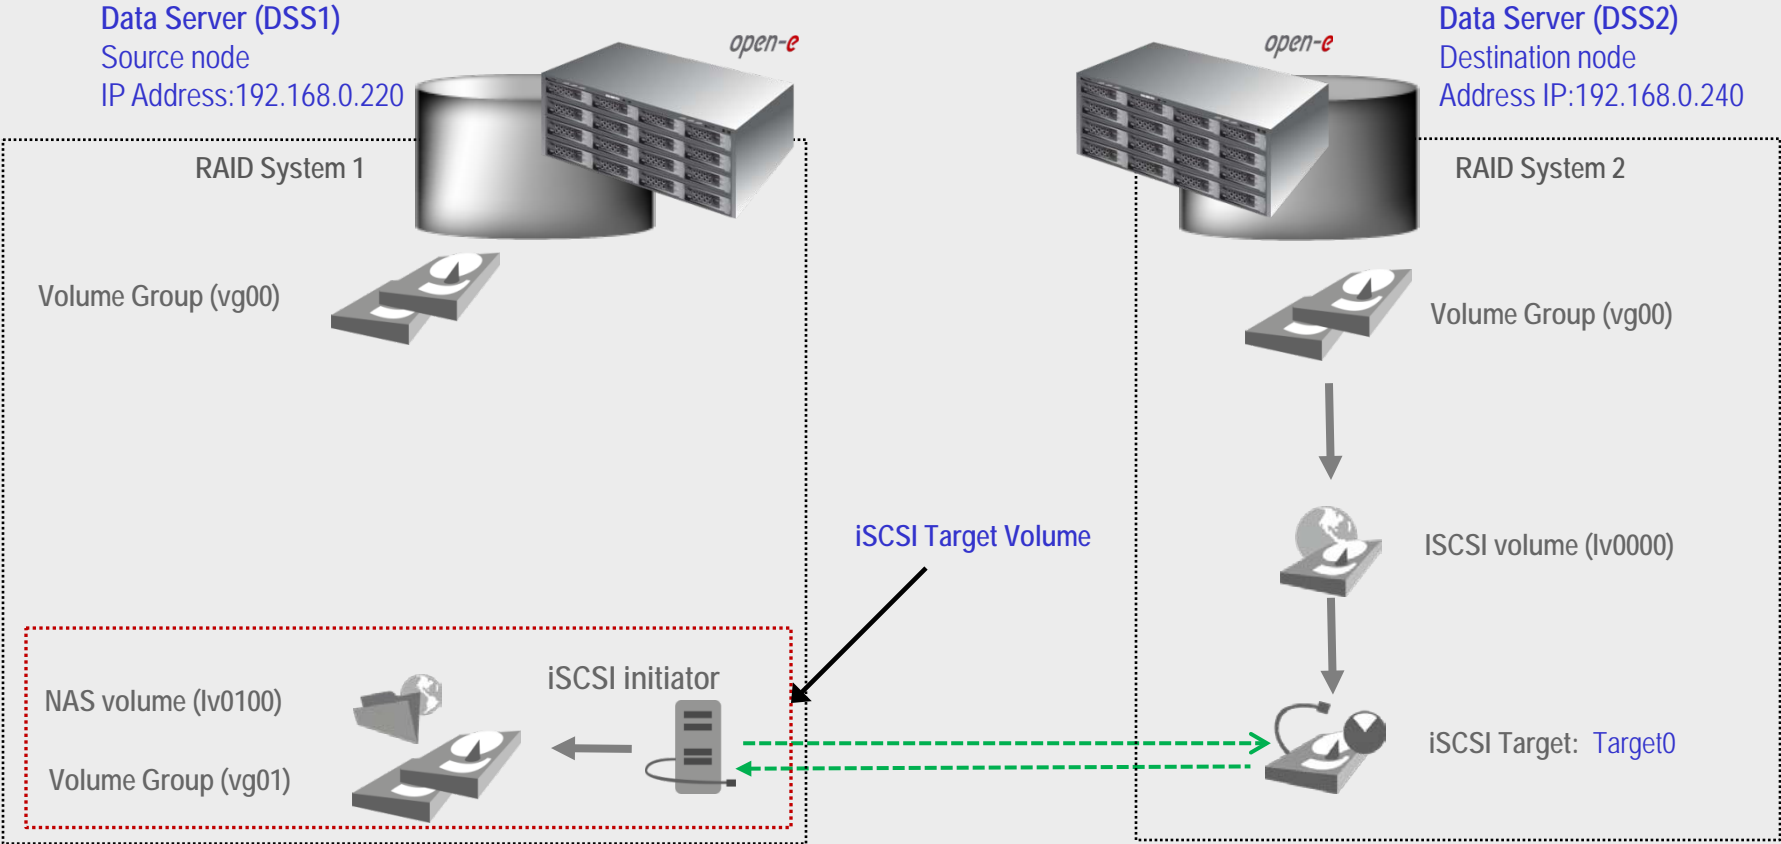 Data Server (DSS1)
Source node
IP Address:192.168.0.220
open-e
RAID System 1
Volume Group (vg00)
iSCSI Target Volume
NAS volume (lv0100)
iSCSI initiator
Volume Group (vg01)
open-e
Data Server (DSS2)
Destination node
Address IP:192.168.0.240
RAID System 2
Volume Group (vg00)
ISCSI volume (lv0000)
iSCSI Target: Target0